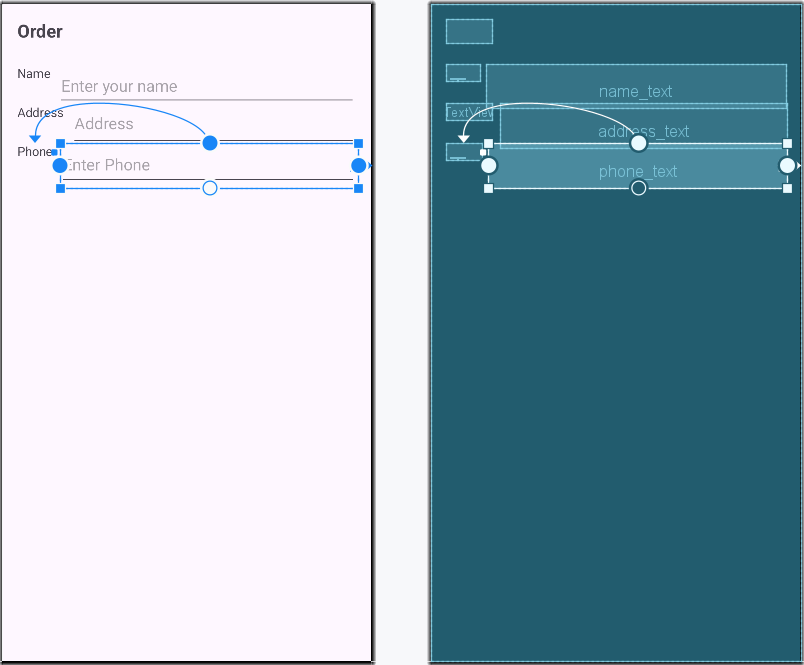 Order
Name
Enter your name
Address
Address
Phone
Enter Phone
name_text
TextView
address_text
phone_text